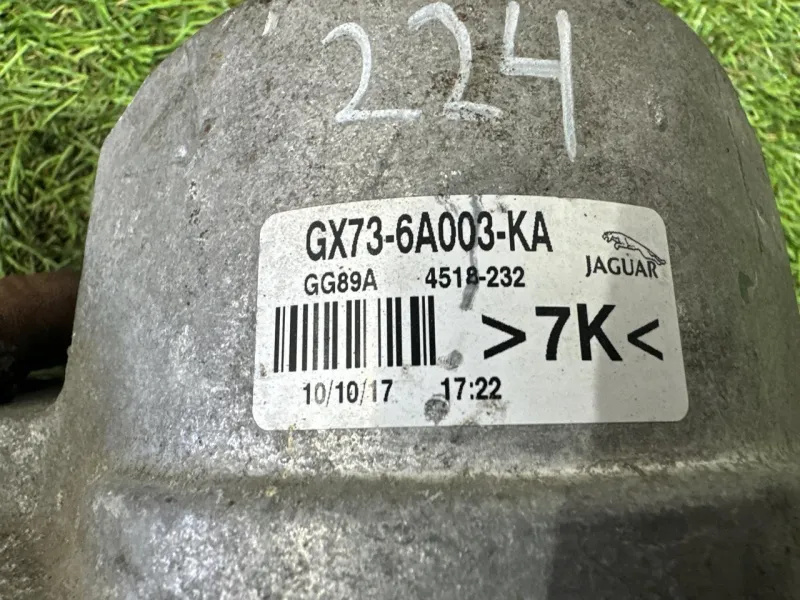 224
GX73-6A003-KA
JAGUAR
GG89A 4518-232
>7K<
10/10/17 17:22